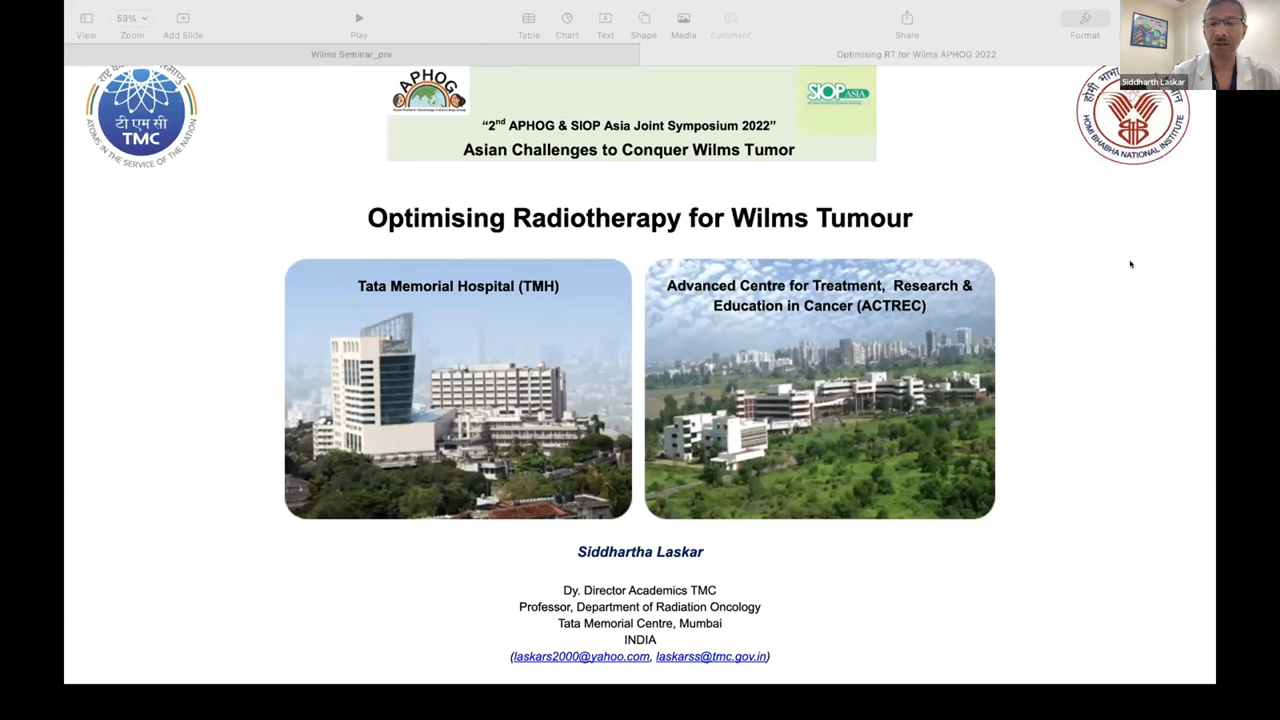 53%
View
Zoom
Add Slide
Play
Table
Chart
Text
Shape
Media
Comment
Share
Format
Siddharth Laskar
Wilms Seminar_pre
Optimising RT for Wilms APHOG 2022
टी एम सी
TMC
ATOMS IN THE SERVICE OF THE NATION
APHOG
SIOP ASIA
HOMI BHABHA NATIONAL INSTITUTE
“2nd APHOG & SIOP Asia Joint Symposium 2022”
Asian Challenges to Conquer Wilms Tumor
Optimising Radiotherapy for Wilms Tumour
Tata Memorial Hospital (TMH)
Advanced Centre for Treatment, Research &
Education in Cancer (ACTREC)
Siddhartha Laskar
Dy. Director Academics TMC
Professor, Department of Radiation Oncology
Tata Memorial Centre, Mumbai
INDIA
(laskars2000@yahoo.com, laskarss@tmc.gov.in)